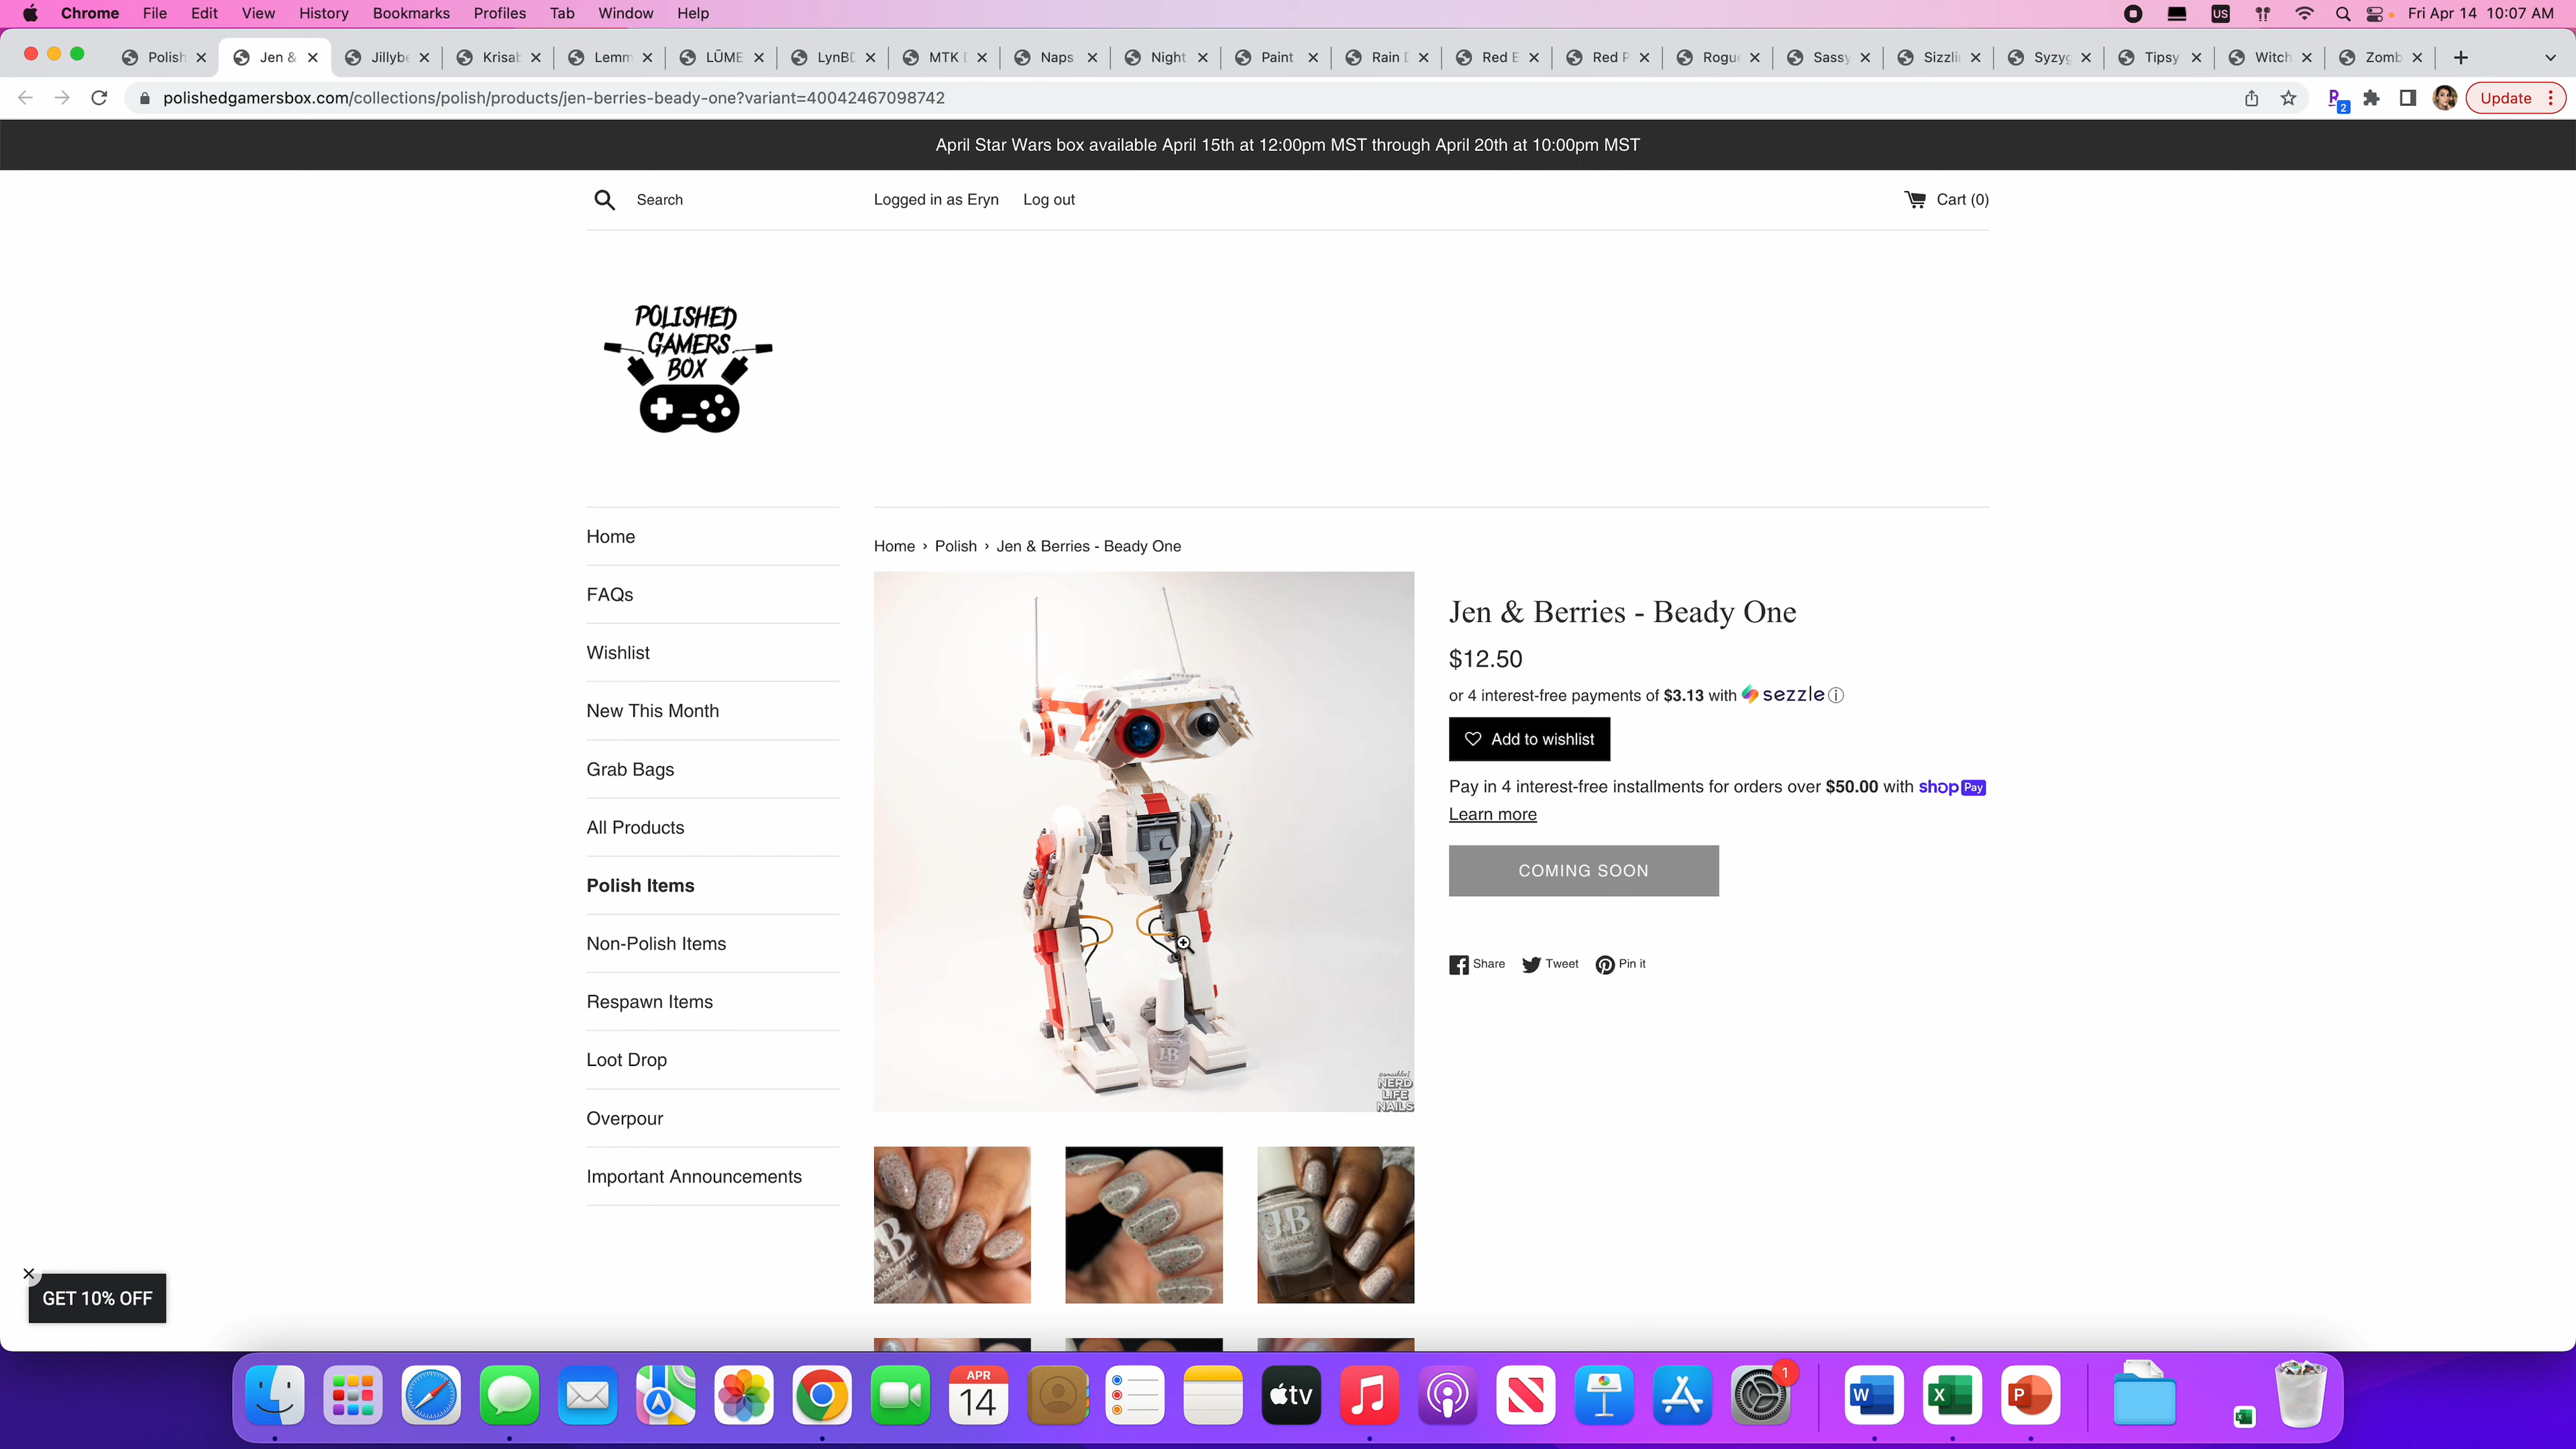 Chrome File Edit View History Bookmarks Profiles Tab Window Help
US
Fri Apr 14 10:07 AM
Polish
Jen &
Jillybe
Krisab
Lemm
LŪME
LynBD
MTK
Naps
Night
Paint
Rain
Red
Red P
Rogue
Sassy
Sizzli
Syzyg
Tipsy
Witch
Zomb
polishedgamersbox.com/collections/polish/products/jen-berries-beady-one?variant=40042467098742
2
Update
April Star Wars box available April 15th at 12:00pm MST through April 20th at 10:00pm MST
Search
Logged in as Eryn
Log out
Cart (0)
POLISHED
GAMERS
BOX
Home
FAQs
Wishlist
New This Month
Grab Bags
All Products
Polish Items
Non-Polish Items
Respawn Items
Loot Drop
Overpour
Important Announcements
Home › Polish › Jen & Berries - Beady One
J&B
NERD
LIFE
NAILS
J&B
Jen & Berries - Beady One
$12.50
or 4 interest-free payments of $3.13 with sezzle
Add to wishlist
Pay in 4 interest-free installments for orders over $50.00 with shop Pay
Learn more
COMING SOON
Share
Tweet
Pin it
GET 10% OFF
APR
14
tv
1
W
X
P